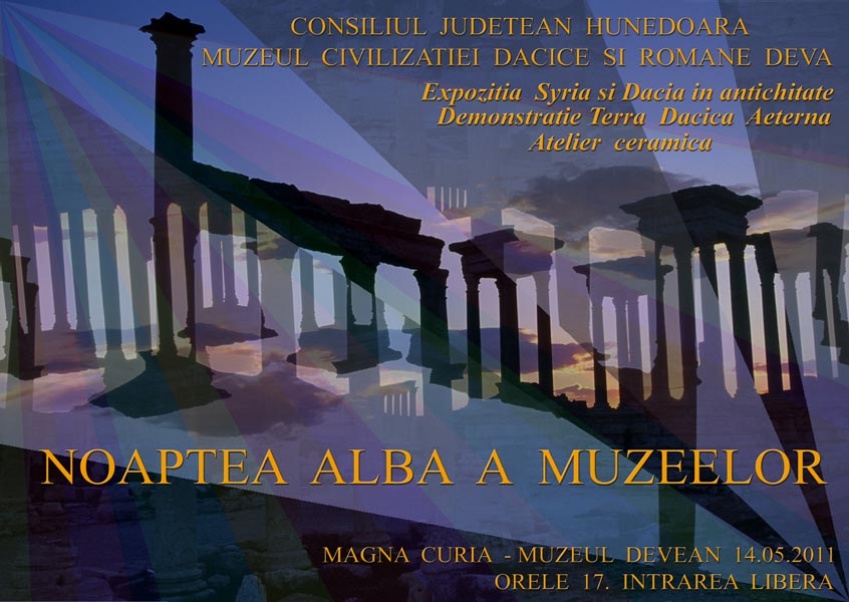 CONSILIUL JUDETEAN HUNEDOARA
MUZEUL CIVILIZATIEI DACICE SI ROMANE DEVA
Expozitia Syria si Dacia in antichitate
Demonstratie Terra Dacica Aeterna
Atelier ceramica
NOAPTEA ALBA A MUZEELOR
MAGNA CURIA - MUZEUL DEVEAN 14.05.2011
ORELE 17. INTRAREA LIBERA